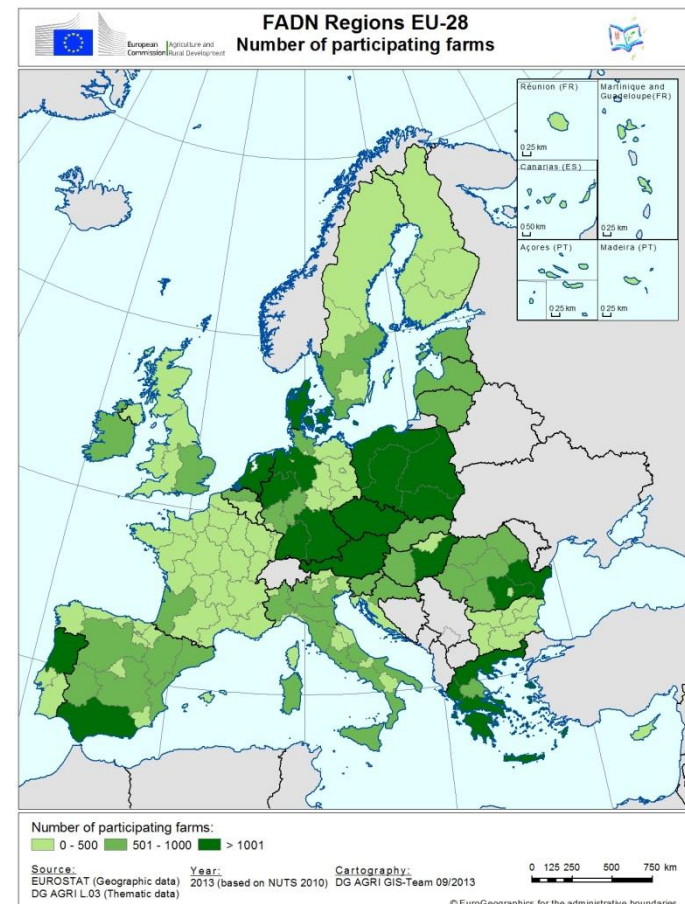 FADN Regions EU-28
Number of participating farms
European
Commission
Agriculture and
Rural Development
Réunion (FR)
Martinique and
Guadeloupe(FR)
0 25 km
Canarias (ES)
0 50 km
0 25 km
Açores (PT)
Madeira (PT)
0 25 km
0 25 km
Number of participating farms:
0 - 500
501 - 1000
> 1001
Source:
EUROSTAT (Geographic data)
DG AGRI L.03 (Thematic data)
Year:
2013 (based on NUTS 2010)
Cartography:
DG AGRI GIS-Team 09/2013
0 125 250 500 750 km
© EuroGeographics for the administrative boundaries